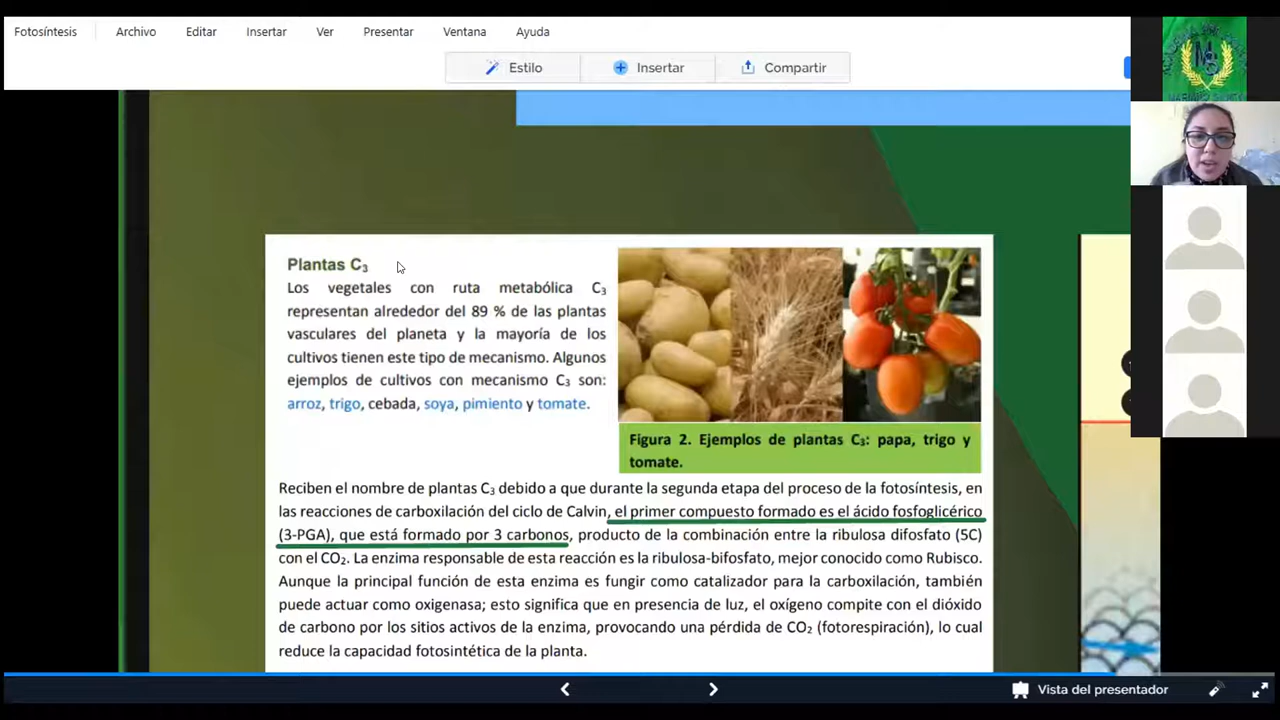 Fotosíntesis Archivo Editar Insertar Ver Presentar Ventana Ayuda
Estilo Insertar Compartir
Plantas C₃
Los vegetales con ruta metabólica C₃
representan alrededor del 89 % de las plantas
vasculares del planeta y la mayoría de los
cultivos tienen este tipo de mecanismo. Algunos
ejemplos de cultivos con mecanismo C₃ son:
arroz, trigo, cebada, soya, pimiento y tomate.
Figura 2. Ejemplos de plantas C₃: papa, trigo y
tomate.
Reciben el nombre de plantas C₃ debido a que durante la segunda etapa del proceso de la fotosíntesis, en
las reacciones de carboxilación del ciclo de Calvin, el primer compuesto formado es el ácido fosfoglicérico
(3-PGA), que está formado por 3 carbonos, producto de la combinación entre la ribulosa difosfato (5C)
con el CO₂. La enzima responsable de esta reacción es la ribulosa-bifosfato, mejor conocido como Rubisco.
Aunque la principal función de esta enzima es fungir como catalizador para la carboxilación, también
puede actuar como oxigenasa; esto significa que en presencia de luz, el oxígeno compite con el dióxido
de carbono por los sitios activos de la enzima, provocando una pérdida de CO₂ (fotorespiración), lo cual
reduce la capacidad fotosintética de la planta.
Vista del presentador